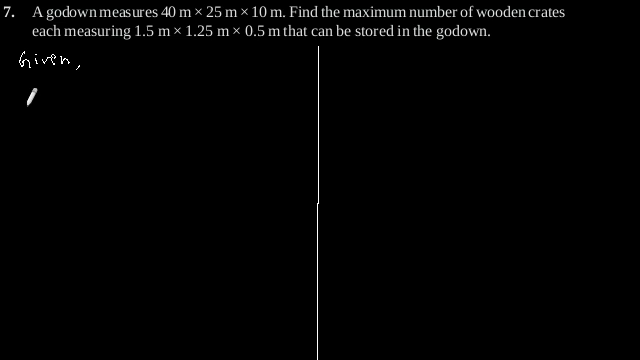 7. A godown measures 40 m × 25 m × 10 m. Find the maximum number of wooden crates
each measuring 1.5 m × 1.25 m × 0.5 m that can be stored in the godown.
Given,